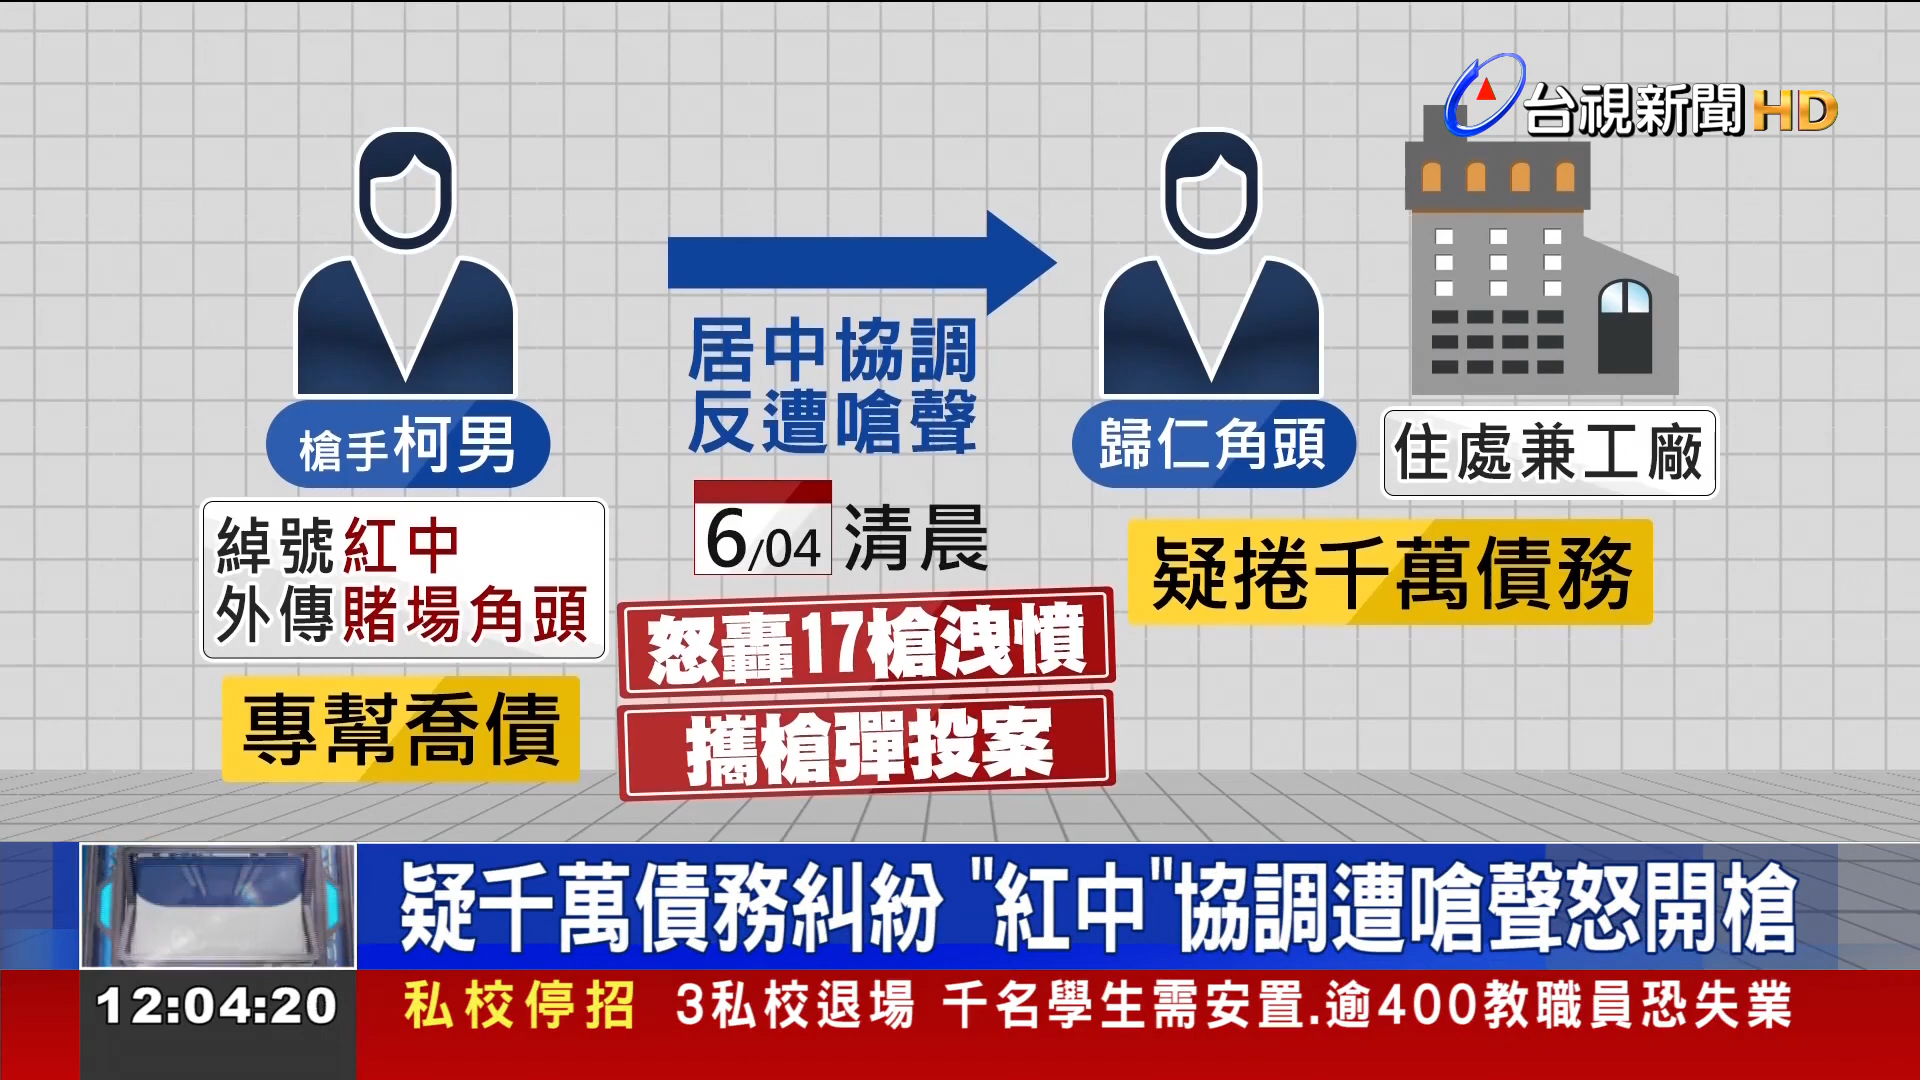 台視新聞HD
居中協調
反遭嗆聲
槍手柯男
歸仁角頭
住處兼工廠
綽號紅中
外傳賭場角頭
6/04 清晨
疑捲千萬債務
怒轟17槍洩憤
專幫喬債
攜槍彈投案
疑千萬債務糾紛 "紅中"協調遭嗆聲怒開槍
12:04:20
私校停招 3私校退場 千名學生需安置.逾400教職員恐失業